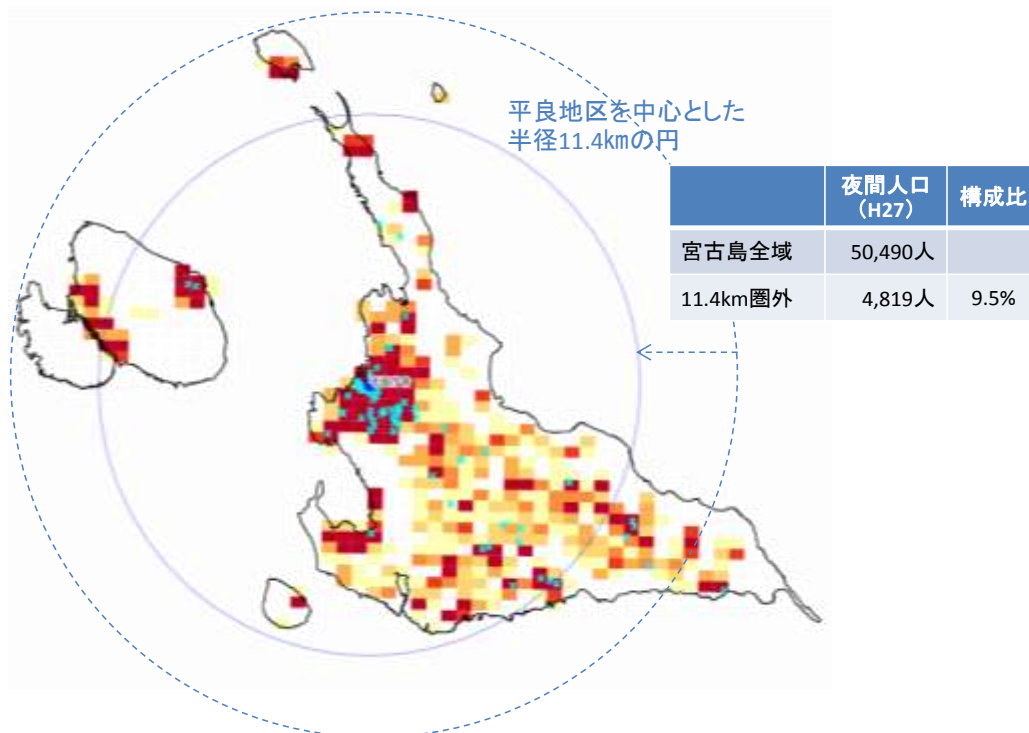 平良地区を中心とした
半径11.4kmの円
夜間人口
（H27）
構成比
宮古島全域 50,490人
11.4km圏外 4,819人 9.5%